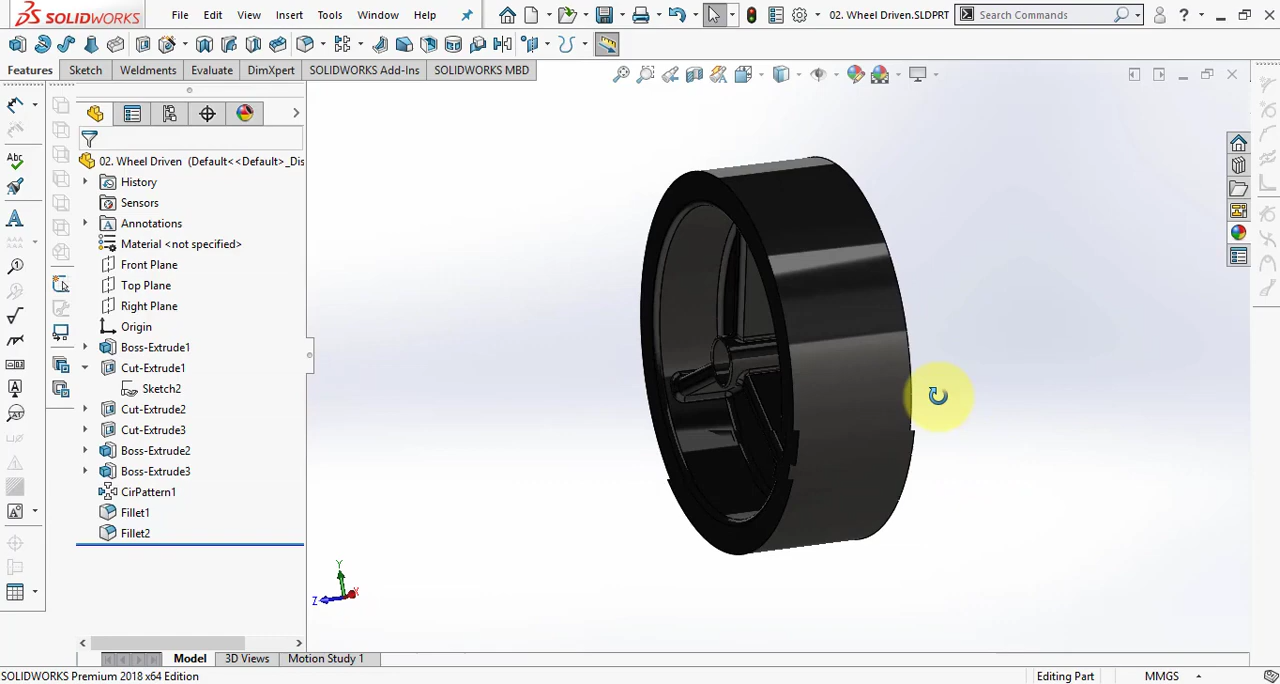 SOLIDWORKS File Edit View Insert Tools Window Help 02. Wheel Driven.SLDPRT Search Commands
Features Sketch Weldments Evaluate DimXpert SOLIDWORKS Add-Ins SOLIDWORKS MBD
02. Wheel Driven (Default<<Default>_Dis
History
Sensors
Annotations
Material <not specified>
Front Plane
Top Plane
Right Plane
Origin
Boss-Extrude1
Cut-Extrude1
Sketch2
Cut-Extrude2
Cut-Extrude3
Boss-Extrude2
Boss-Extrude3
CirPattern1
Fillet1
Fillet2
Abc
Y
Z X
Model 3D Views Motion Study 1
SOLIDWORKS Premium 2018 x64 Edition Editing Part MMGS